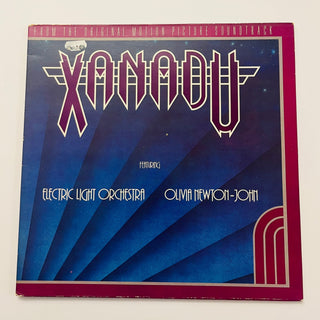 FROM THE ORIGINAL MOTION PICTURE SOUNDTRACK
XANADU
FEATURING
ELECTRIC LIGHT ORCHESTRA OLIVIA NEWTON-JOHN